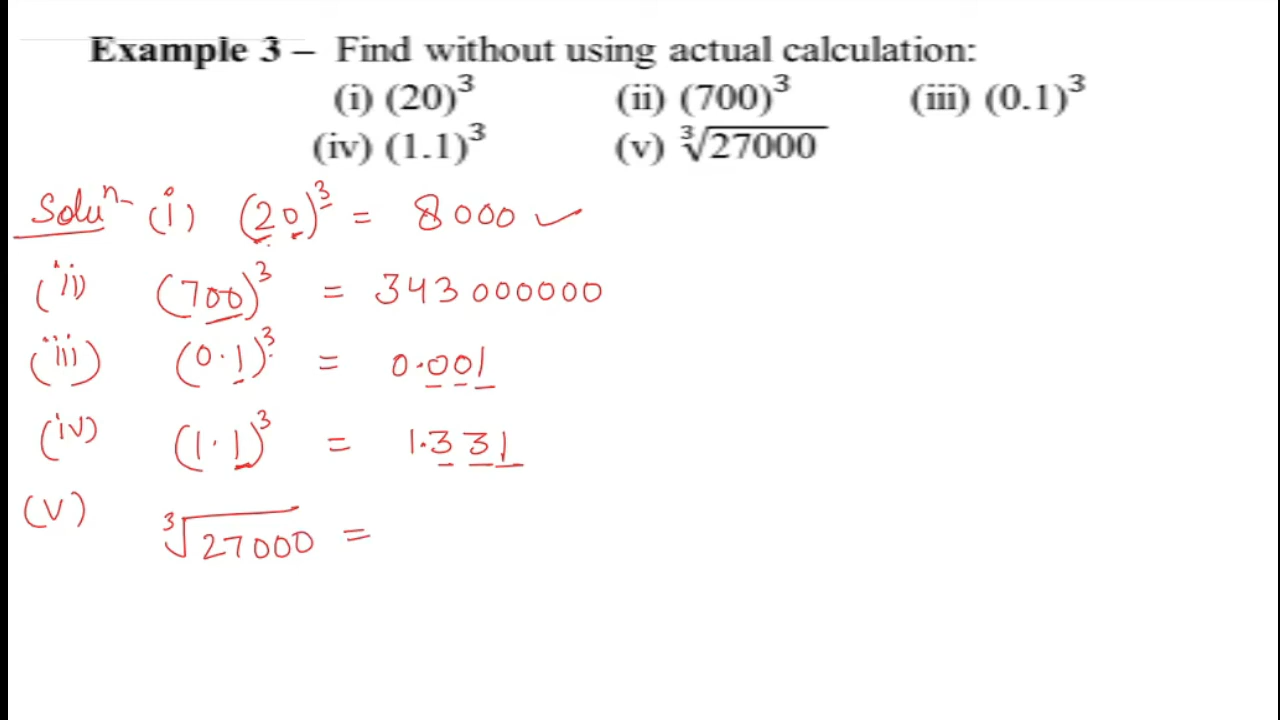 Example 3 – Find without using actual calculation:
(i) (20)³ (ii) (700)³ (iii) (0.1)³
(iv) (1.1)³ (v) ∛27000
Soluⁿ- (i) (20)³ = 8000 ✓
(ii) (700)³ = 343000000
(iii) (0.1)³ = 0.001
(iv) (1.1)³ = 1.331
(v) ∛27000 =